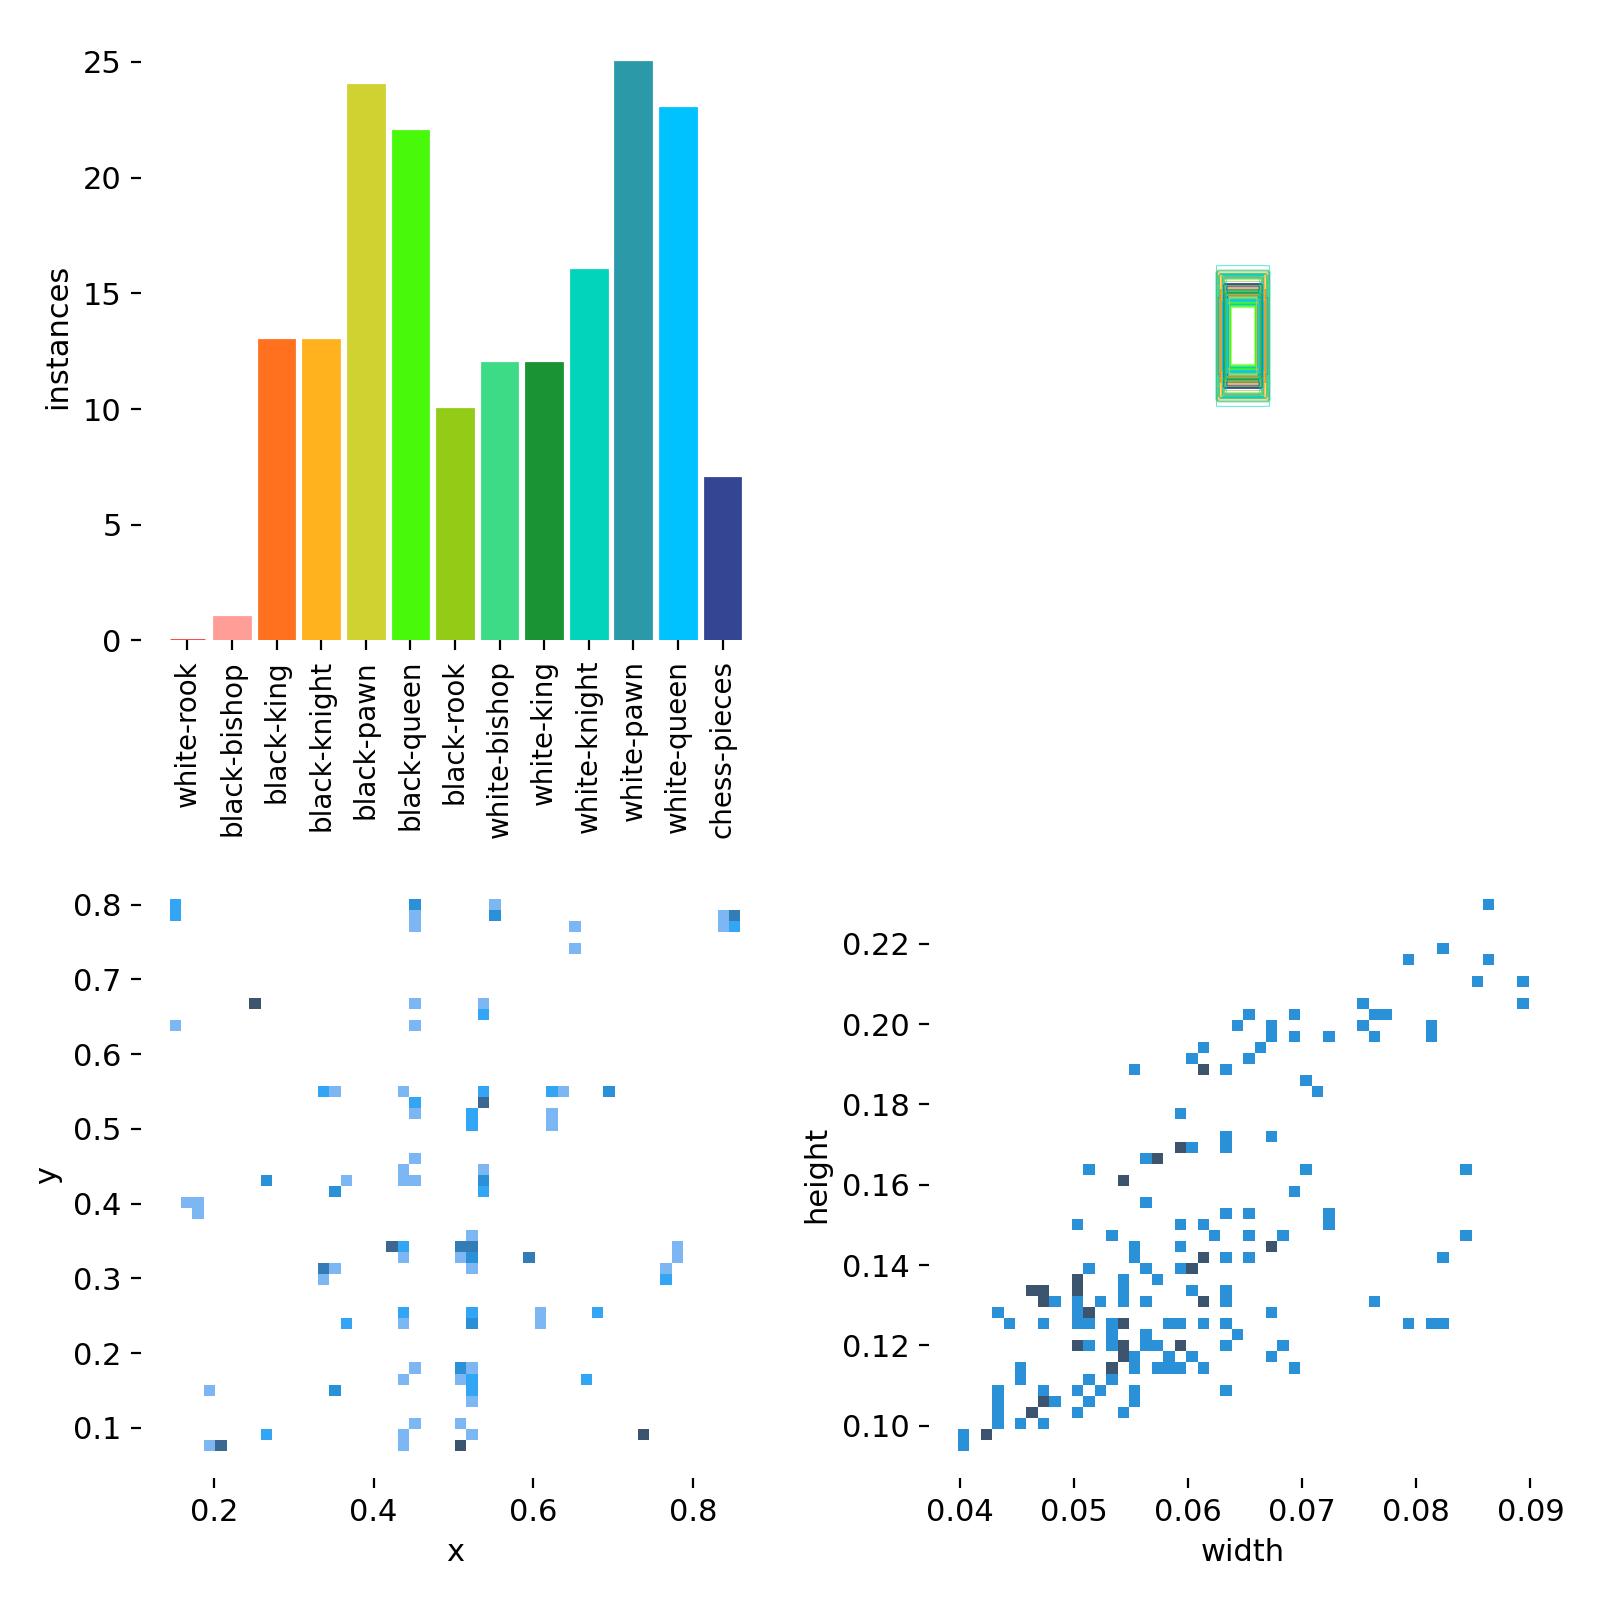 25
20
15
10
5
0
instances
white-rook
black-bishop
black-king
black-knight
black-pawn
black-queen
black-rook
white-bishop
white-king
white-knight
white-pawn
white-queen
chess-pieces
0.8
0.7
0.6
0.5
0.4
0.3
0.2
0.1
y
0.2 0.4 0.6 0.8
x
0.22
0.20
0.18
0.16
0.14
0.12
0.10
height
0.04 0.05 0.06 0.07 0.08 0.09
width